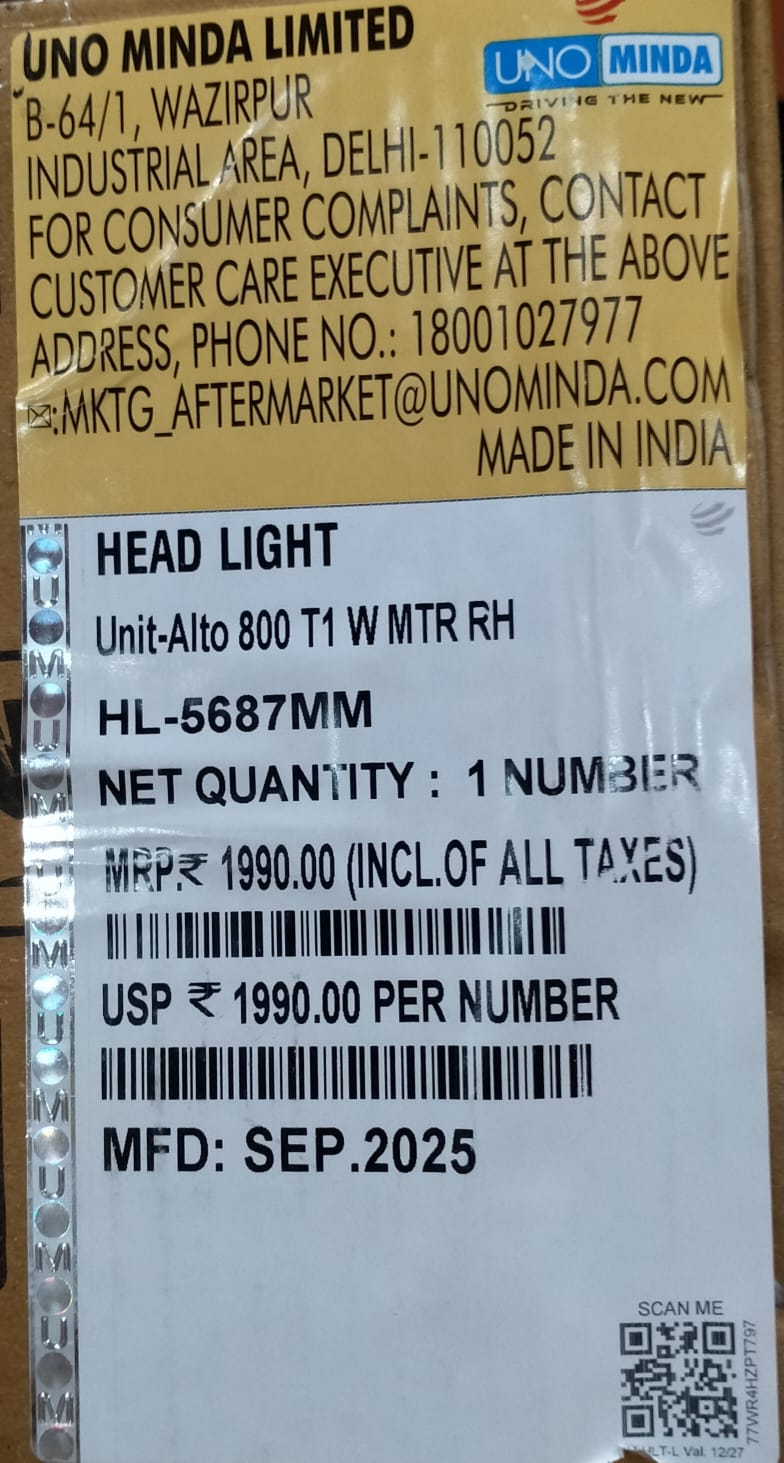 UNO MINDA LIMITED
UNO MINDA
DRIVING THE NEW
B-64/1, WAZIRPUR
INDUSTRIAL AREA, DELHI-110052
FOR CONSUMER COMPLAINTS, CONTACT
CUSTOMER CARE EXECUTIVE AT THE ABOVE
ADDRESS, PHONE NO.: 18001027977
✉:MKTG_AFTERMARKET@UNOMINDA.COM
MADE IN INDIA
HEAD LIGHT
Unit-Alto 800 T1 W MTR RH
HL-5687MM
NET QUANTITY : 1 NUMBER
MRP.₹ 1990.00 (INCL.OF ALL TAXES)
USP ₹ 1990.00 PER NUMBER
MFD: SEP.2025
SCAN ME
77WR4HZPT797
Val. 12/27
U
M
U
M
U
M
U
M
U
M
U
M